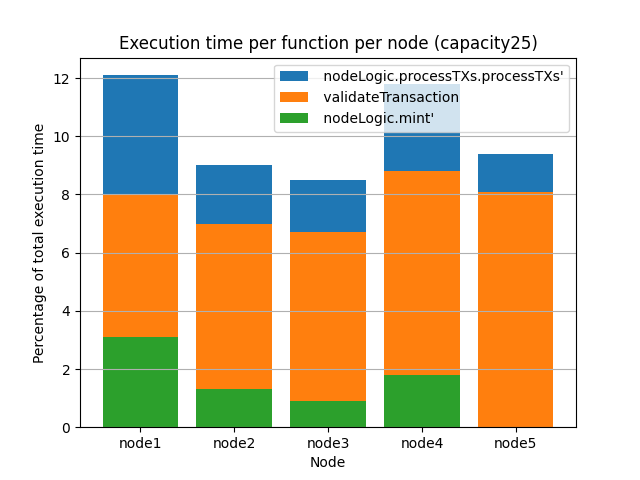 Execution time per function per node (capacity25)
nodeLogic.processTXs.processTXs'
validateTransaction
nodeLogic.mint'
12
10
8
6
4
2
0
Percentage of total execution time
node1 node2 node3 node4 node5
Node